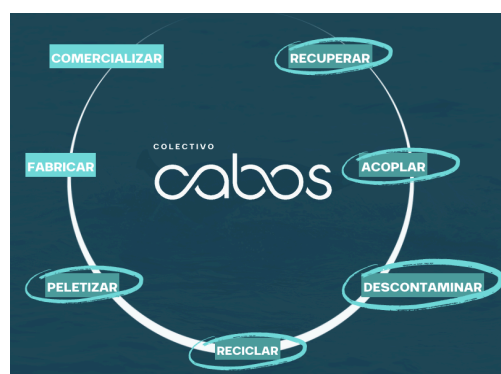 COMERCIALIZAR
RECUPERAR
COLECTIVO
cabos
FABRICAR
ACOPLAR
PELETIZAR
DESCONTAMINAR
RECICLAR